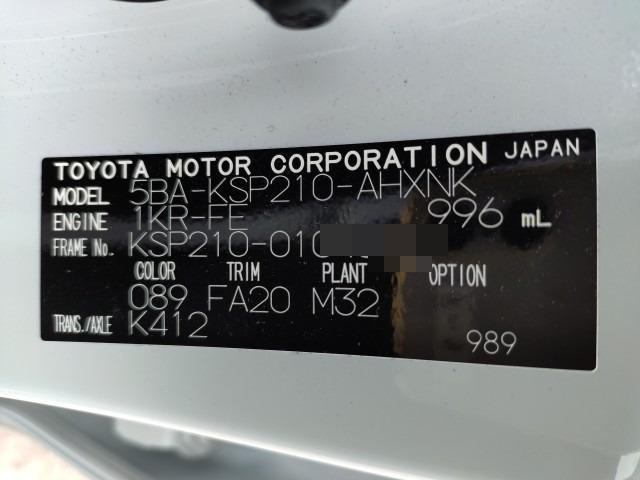 TOYOTA MOTOR CORPORATION JAPAN
MODEL 5BA-KSP210-AHXNK
ENGINE 1KR-FE 996 mL
FRAME No. KSP210-010
COLOR TRIM PLANT OPTION
089 FA20 M32
TRANS./AXLE K412
989